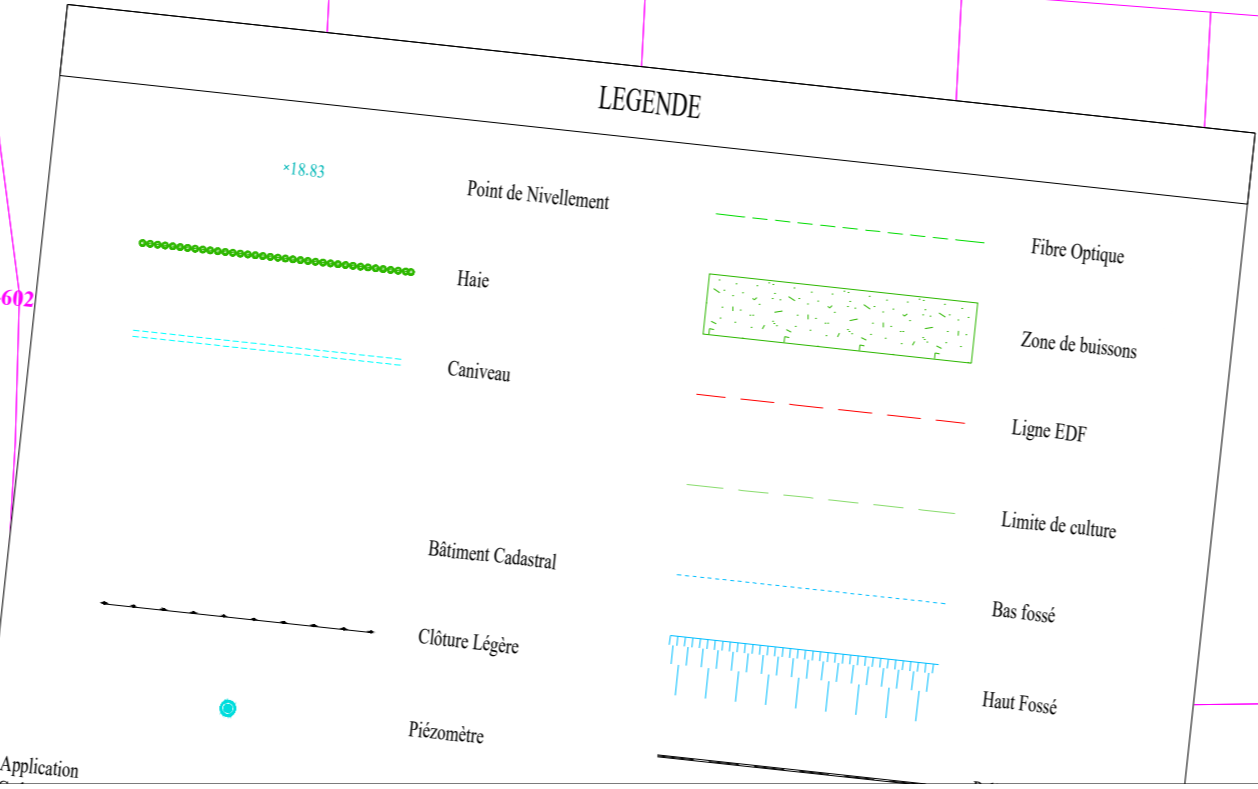 LEGENDE
×18.83
Point de Nivellement
Haie
Caniveau
Bâtiment Cadastral
Clôture Légère
Piézomètre
Fibre Optique
Zone de buissons
Ligne EDF
Limite de culture
Bas fossé
Haut Fossé
602
Application